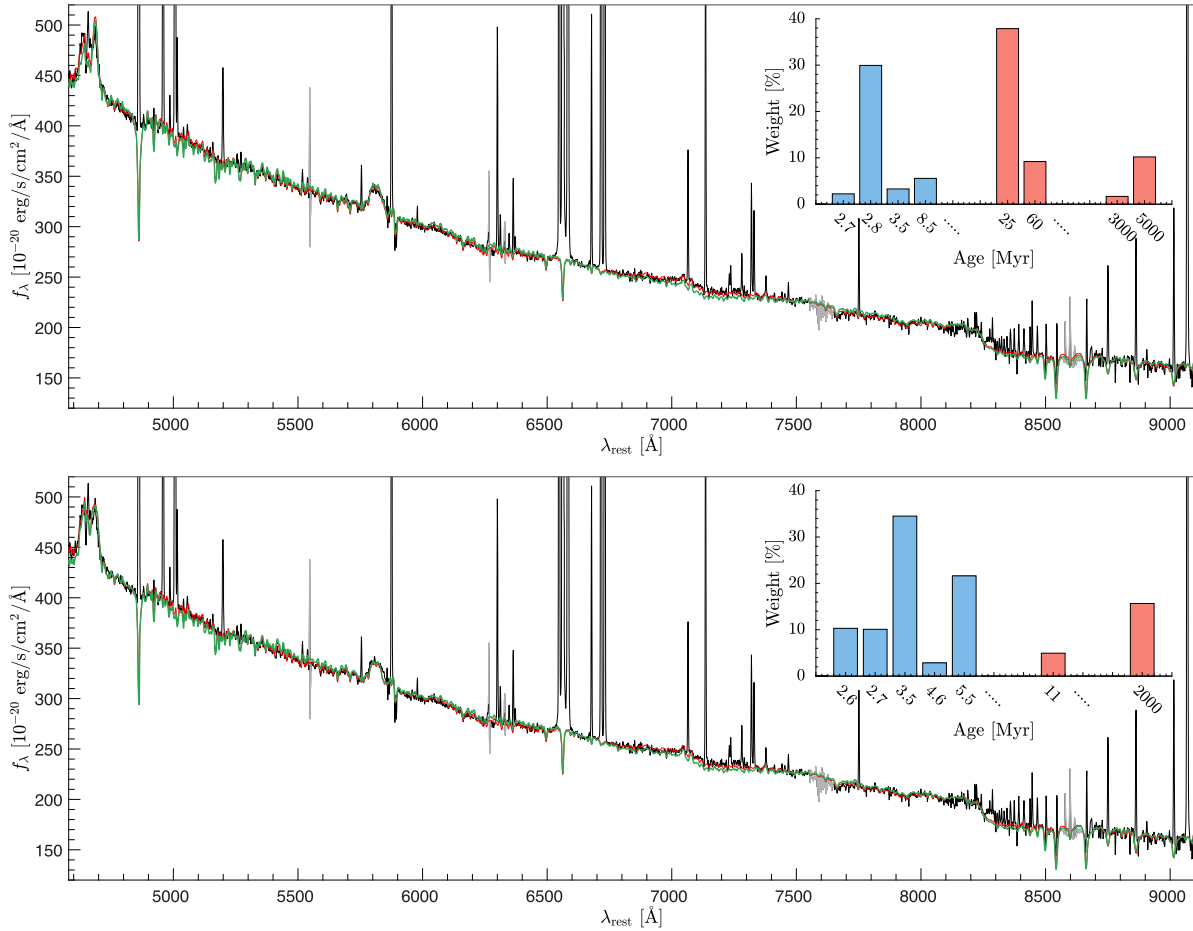 500
450
400
350
300
250
200
150
f_λ [10⁻²⁰ erg/s/cm²/Å]
5000 5500 6000 6500 7000 7500 8000 8500 9000
λ_rest [Å]
40
30
20
10
0
Weight [%]
2.7 2.8 3.5 8.5 ..... 25 60 ..... 3000 5000
Age [Myr]
500
450
400
350
300
250
200
150
f_λ [10⁻²⁰ erg/s/cm²/Å]
5000 5500 6000 6500 7000 7500 8000 8500 9000
λ_rest [Å]
40
30
20
10
0
Weight [%]
2.6 2.7 3.5 4.6 5.5 ..... 11 ..... 2000
Age [Myr]